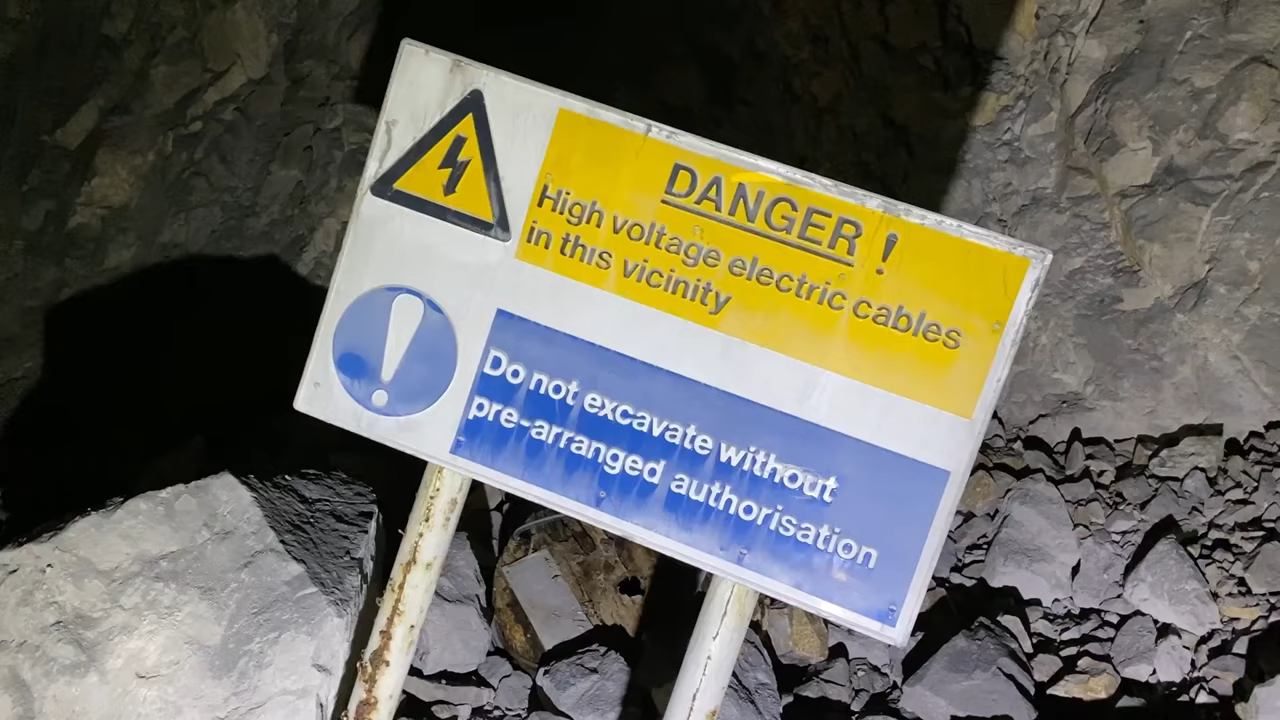 DANGER !
High voltage electric cables
in this vicinity
Do not excavate without
pre-arranged authorisation